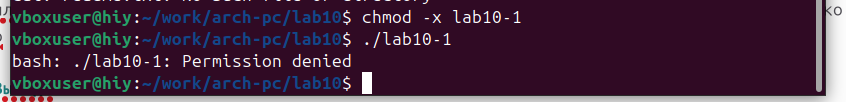 vboxuser@hiy:~/work/arch-pc/lab10$ chmod -x lab10-1
vboxuser@hiy:~/work/arch-pc/lab10$ ./lab10-1
bash: ./lab10-1: Permission denied
vboxuser@hiy:~/work/arch-pc/lab10$